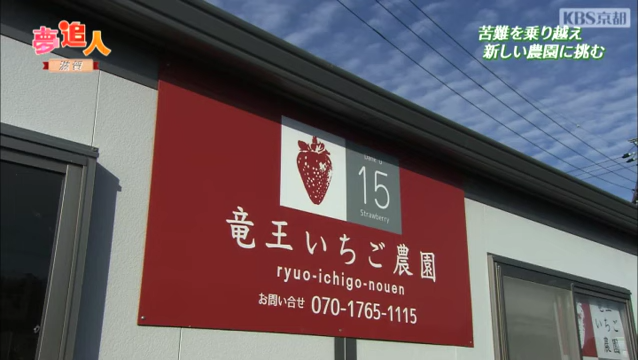 夢追人
滋賀
KBS京都
苦難を乗り越え
新しい農園に挑む
15
Strawberry
竜王いちご農園
ryuo-ichigo-nouen
お問い合せ 070-1765-1115
竜王
いちご
農園